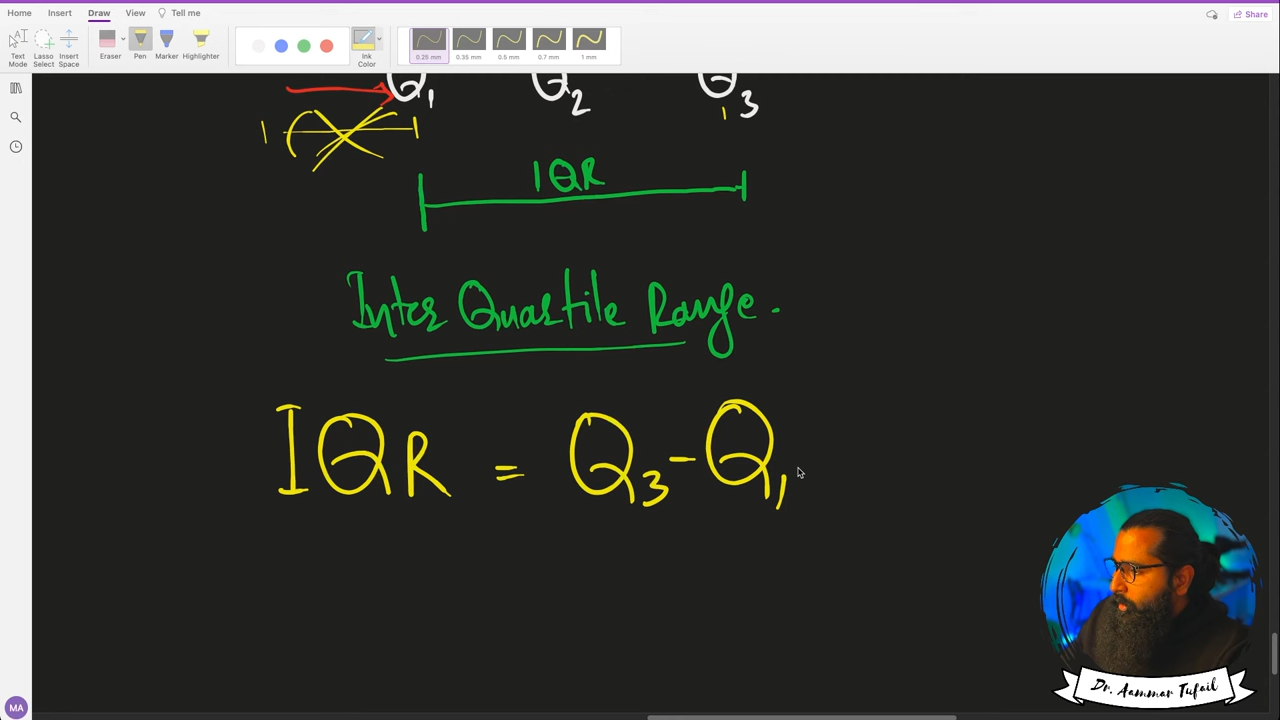 Home Insert Draw View Tell me
Share
Text Mode Lasso Select Insert Space Eraser Pen Marker Highlighter Ink Color 0.25 mm 0.35 mm 0.5 mm 0.7 mm 1 mm
Q1 Q2 Q3
IQR
Inter Quartile Range.
IQR = Q3-Q1
Dr. Aammar Tufail
MA